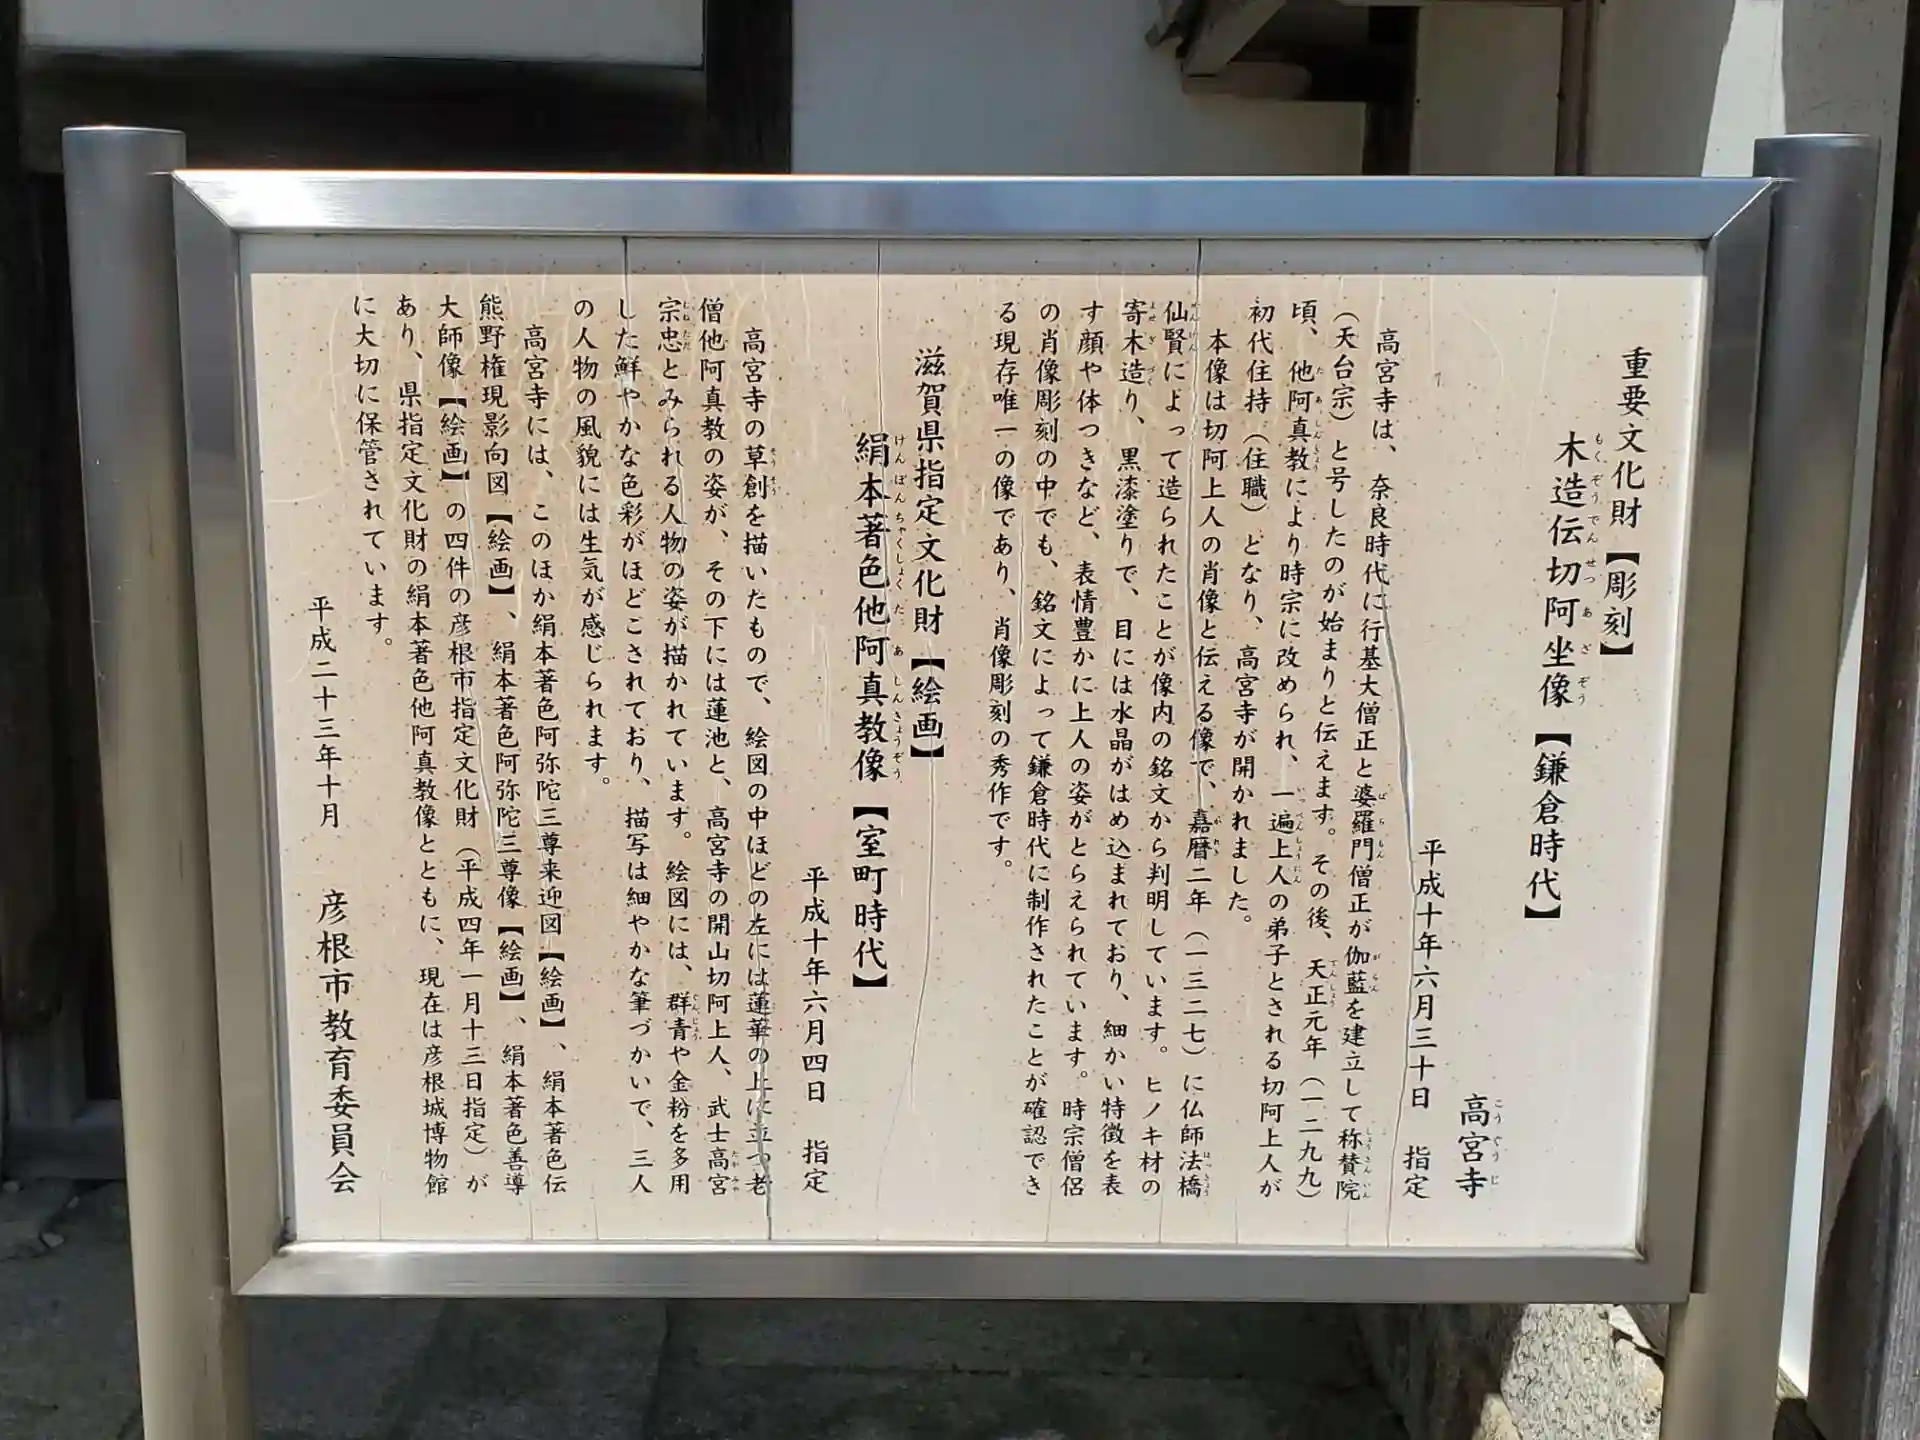 重要文化財【彫刻】
木造伝切阿坐像【鎌倉時代】
高宮寺
平成十年六月三十日　指定
高宮寺は、奈良時代に行基大僧正と婆羅門僧正が伽藍を建立して称賛院
（天台宗）と号したのが始まりと伝えます。その後、天正元年（一二九九）
頃、他阿真教により時宗に改められ、一遍上人の弟子とされる切阿上人が
初代住持（住職）となり、高宮寺が開かれました。
本像は切阿上人の肖像と伝える像で、嘉暦二年（一三二七）に仏師法橋
仙賢によって造られたことが像内の銘文から判明しています。ヒノキ材の
寄木造り、黒漆塗りで、目には水晶がはめ込まれており、細かい特徴を表
す顔や体つきなど、表情豊かに上人の姿がとらえられています。時宗僧侶
の肖像彫刻の中でも、銘文によって鎌倉時代に制作されたことが確認でき
る現存唯一の像であり、肖像彫刻の秀作です。
滋賀県指定文化財【絵画】
絹本著色他阿真教像【室町時代】
平成十年六月四日　指定
高宮寺の草創を描いたもので、絵図の中ほどの左には蓮華の上に立つ老
僧他阿真教の姿が、その下には蓮池と、高宮寺の開山切阿上人、武士高宮
宗忠とみられる人物の姿が描かれています。絵図には、群青や金粉を多用
した鮮やかな色彩がほどこされており、描写は細やかな筆づかいで、三人
の人物の風貌には生気が感じられます。
高宮寺には、このほか絹本著色阿弥陀三尊来迎図【絵画】、絹本著色伝
熊野権現影向図【絵画】、絹本著色阿弥陀三尊像【絵画】、絹本著色善導
大師像【絵画】の四件の彦根市指定文化財（平成四年一月十三日指定）が
あり、県指定文化財の絹本著色他阿真教像とともに、現在は彦根城博物館
に大切に保管されています。
平成二十三年十月　彦根市教育委員会